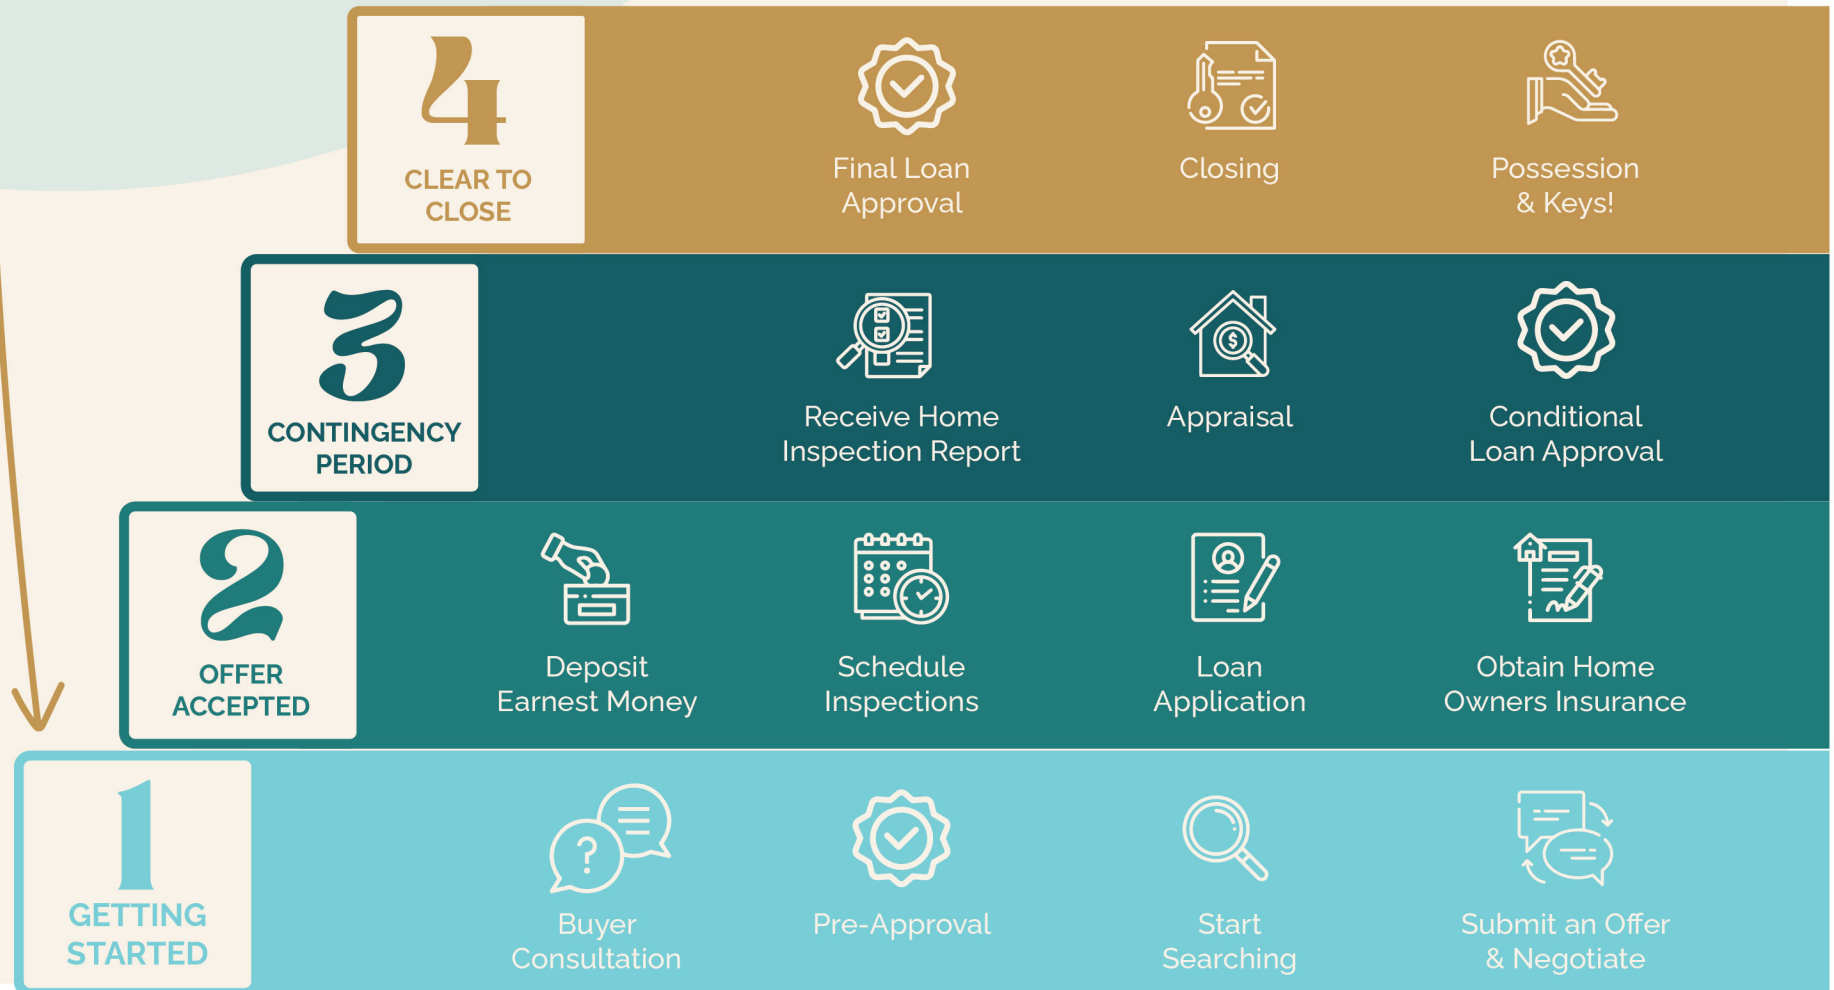 4
CLEAR TO
CLOSE
Final Loan
Approval
Closing
Possession
& Keys!
3
CONTINGENCY
PERIOD
Receive Home
Inspection Report
Appraisal
Conditional
Loan Approval
2
OFFER
ACCEPTED
Deposit
Earnest Money
Schedule
Inspections
Loan
Application
Obtain Home
Owners Insurance
1
GETTING
STARTED
Buyer
Consultation
Pre-Approval
Start
Searching
Submit an Offer
& Negotiate